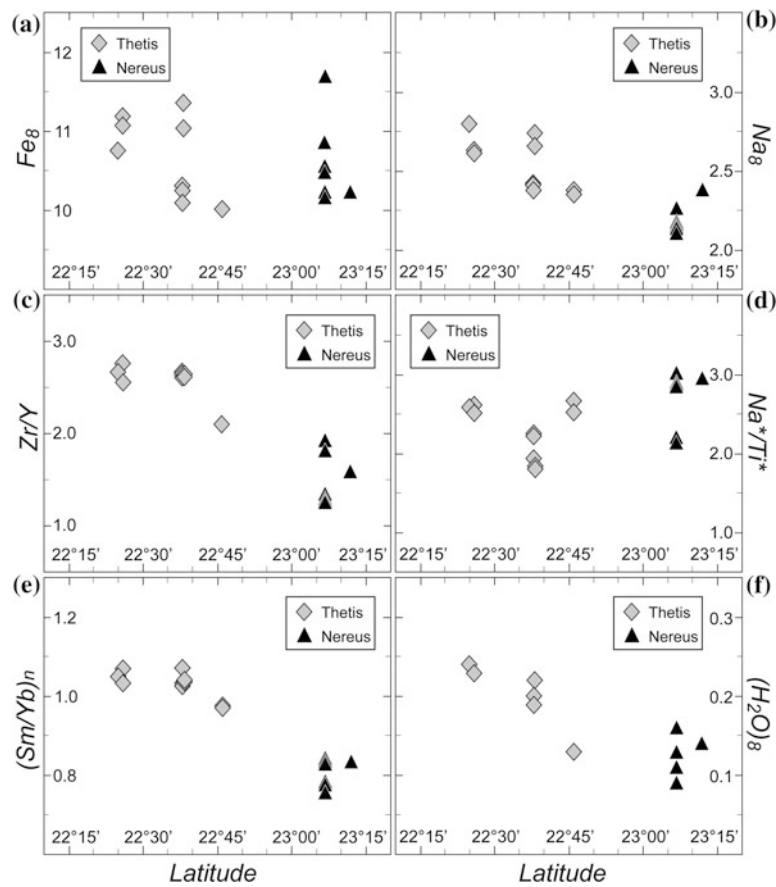 (a)
12
11
10
Fe8
Thetis
Nereus
22°15' 22°30' 22°45' 23°00' 23°15'
(b)
3.0
2.5
2.0
Na8
Thetis
Nereus
22°15' 22°30' 22°45' 23°00' 23°15'
(c)
3.0
2.0
1.0
Zr/Y
Thetis
Nereus
22°15' 22°30' 22°45' 23°00' 23°15'
(d)
3.0
2.0
1.0
Na*/Ti*
Thetis
Nereus
22°15' 22°30' 22°45' 23°00' 23°15'
(e)
1.2
1.0
0.8
(Sm/Yb)n
Thetis
Nereus
22°15' 22°30' 22°45' 23°00' 23°15'
Latitude
(f)
0.3
0.2
0.1
(H2O)8
Thetis
Nereus
22°15' 22°30' 22°45' 23°00' 23°15'
Latitude